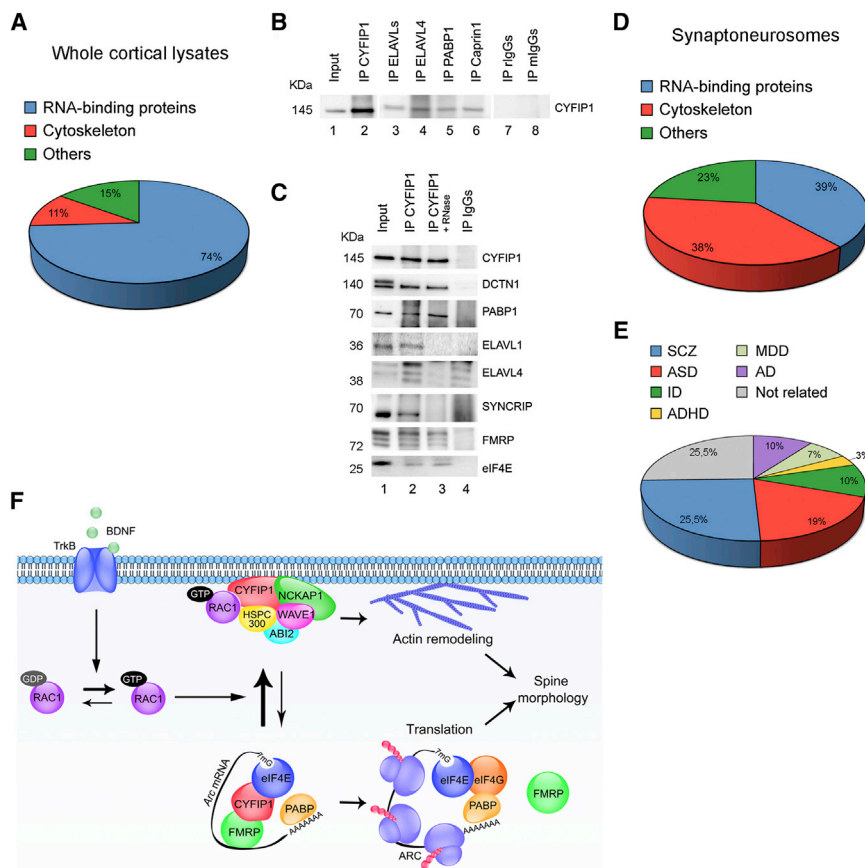 A
Whole cortical lysates
RNA-binding proteins
Cytoskeleton
Others
15%
11%
74%
B
KDa
Input
IP CYFIP1
IP ELAVLs
IP ELAVL4
IP PABP1
IP Caprin1
IP rIgGs
IP mIgGs
145
CYFIP1
1 2 3 4 5 6 7 8
C
KDa
Input
IP CYFIP1
IP CYFIP1
+ RNase
IP IgGs
145 CYFIP1
140 DCTN1
70 PABP1
36 ELAVL1
38 ELAVL4
70 SYNCRIP
72 FMRP
25 eIF4E
1 2 3 4
D
Synaptoneurosomes
RNA-binding proteins
Cytoskeleton
Others
23%
39%
38%
E
SCZ
ASD
ID
ADHD
MDD
AD
Not related
25,5%
10%
7%
3%
10%
19%
25,5%
F
TrkB
BDNF
GTP
RAC1
CYFIP1
NCKAP1
HSPC
300
WAVE1
ABI2
Actin remodeling
GDP
RAC1
GTP
RAC1
Spine
morphology
Translation
Arc mRNA
7mG
eIF4E
CYFIP1
FMRP
PABP
AAAAAAA
7mG
eIF4E
eIF4G
PABP
AAAAAAA
FMRP
ARC